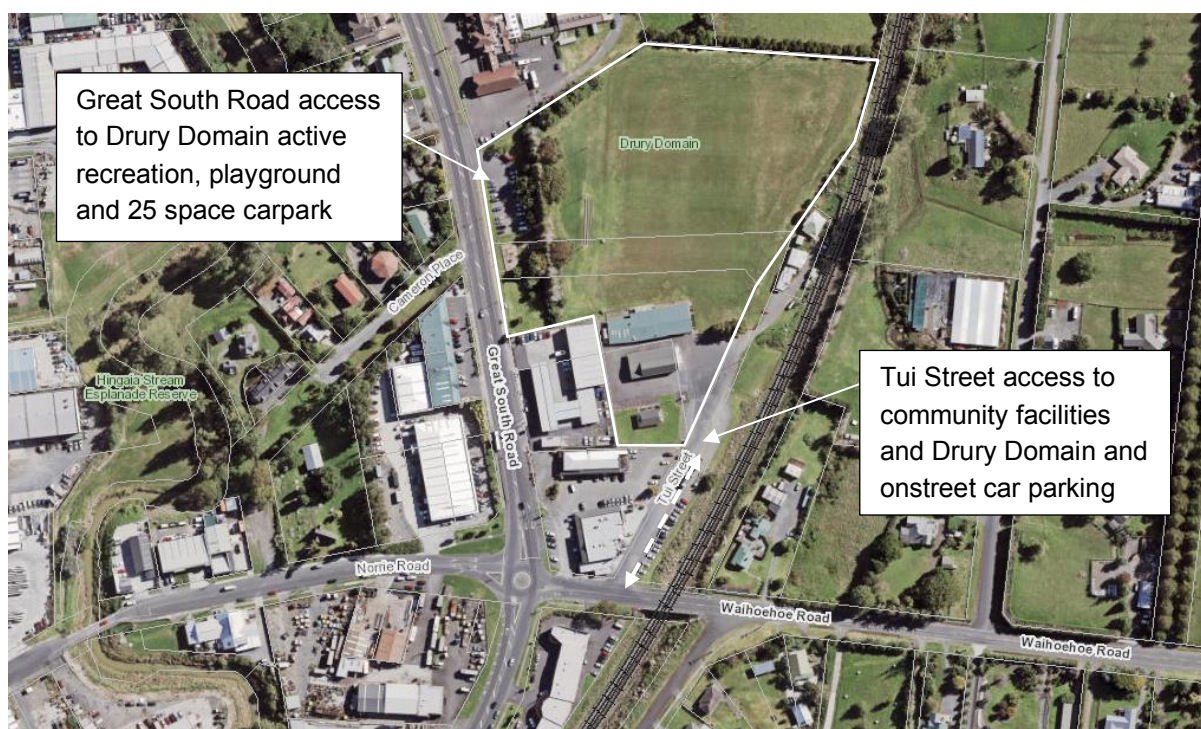 Great South Road access
to Drury Domain active
recreation, playground
and 25 space carpark
Drury Domain
Cameron Place
Hingaia Stream
Esplanade Reserve
Great South Road
Tui Street access to
community facilities
and Drury Domain and
onstreet car parking
Tui Street
Norrie Road
Waihoehoe Road
Waihoehoe Road